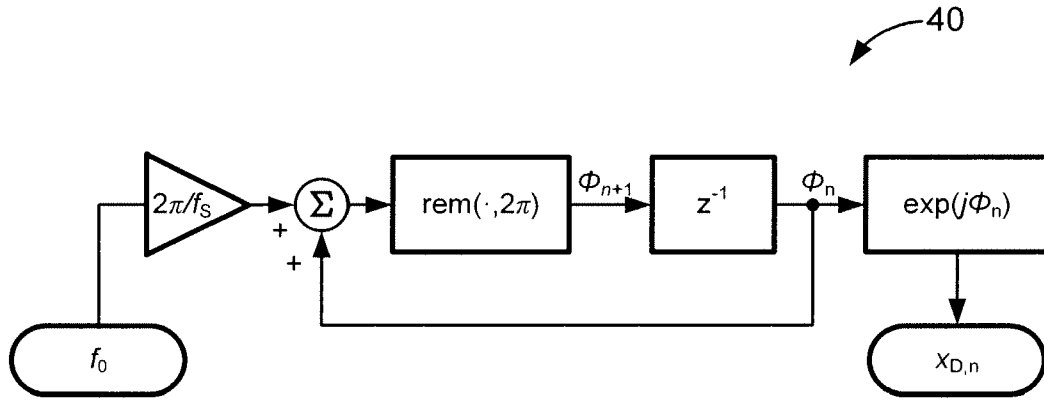 40
2π/fS
Σ
+
+
rem(·,2π)
Φn+1
z-1
Φn
exp(jΦn)
f0
xD,n